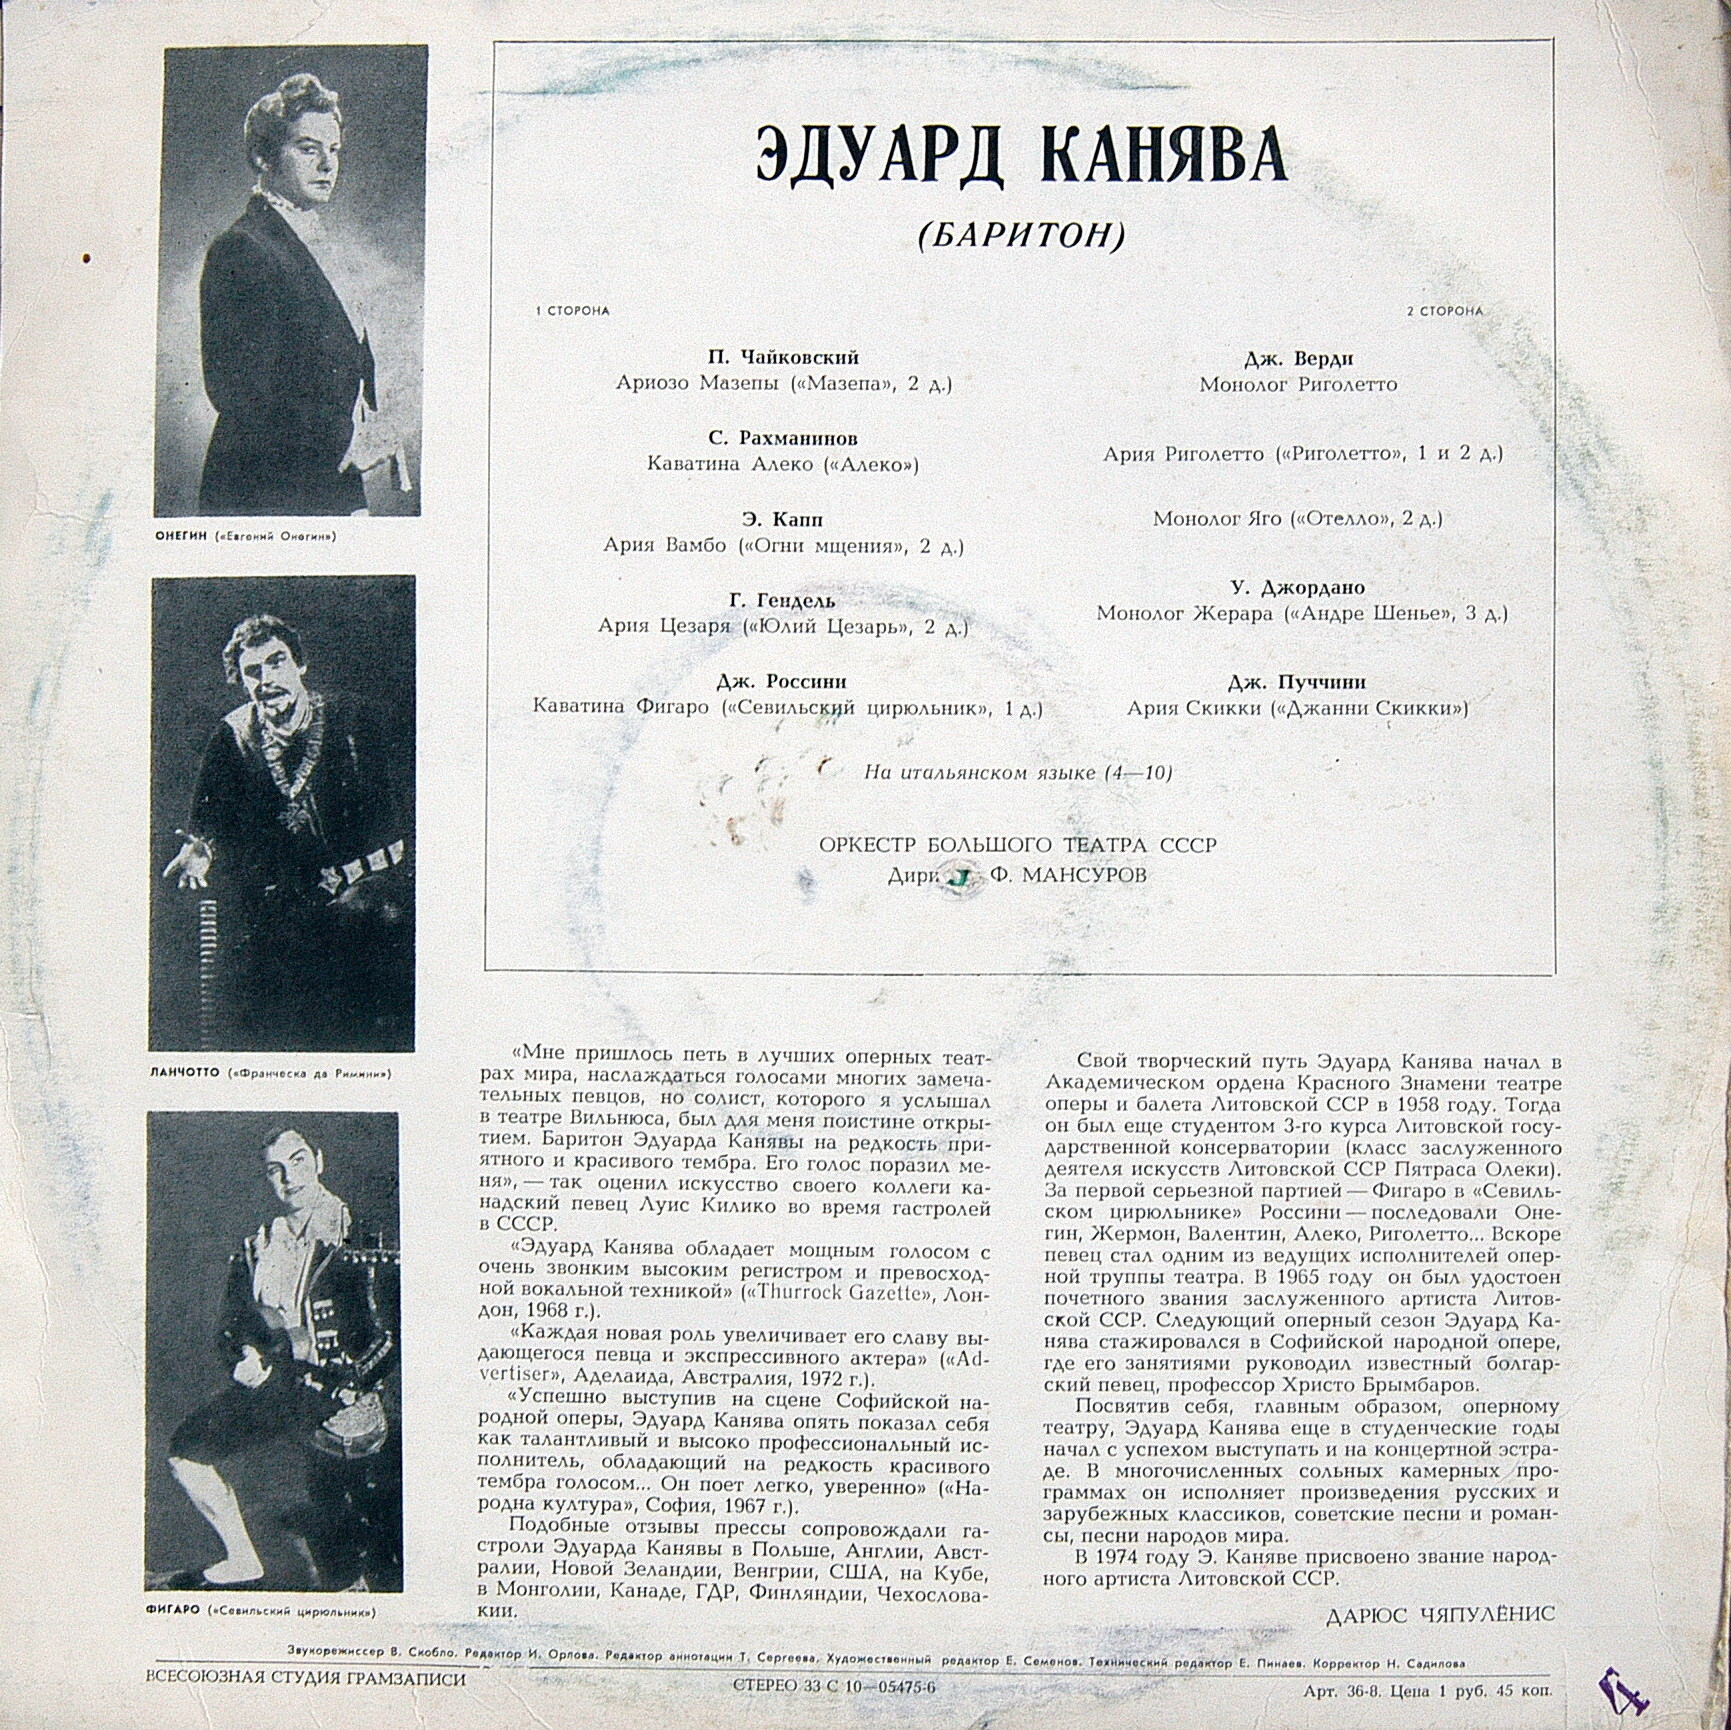 ЭДУАРД КАНЯВА
(БАРИТОН)
1 СТОРОНА
П. Чайковский
Ариозо Мазепы («Мазепа», 2 д.)
С. Рахманинов
Каватина Алеко («Алеко»)
Э. Капп
Ария Вамбо («Огни мщения», 2 д.)
Г. Гендель
Ария Цезаря («Юлий Цезарь», 2 д.)
Дж. Россини
Каватина Фигаро («Севильский цирюльник», 1 д.)
2 СТОРОНА
Дж. Верди
Монолог Риголетто
Ария Риголетто («Риголетто», 1 и 2 д.)
Монолог Яго («Отелло», 2 д.)
У. Джордано
Монолог Жерара («Андре Шенье», 3 д.)
Дж. Пуччини
Ария Скикки («Джанни Скикки»)
На итальянском языке (4—10)
ОРКЕСТР БОЛЬШОГО ТЕАТРА СССР
Ф. МАНСУРОВ
ОНЕГИН («Евгений Онегин»)
ЛАНЧОТТО («Франческа да Римини»)
ФИГАРО («Севильский цирюльник»)
«Мне пришлось петь в лучших оперных теат-
рах мира, наслаждаться голосами многих замеча-
тельных певцов, но солист, которого я услышал
в театре Вильнюса, был для меня поистине откры-
тием. Баритон Эдуарда Канявы на редкость при-
ятного и красивого тембра. Его голос поразил ме-
ня», — так оценил искусство своего коллеги ка-
надский певец Луис Килико во время гастролей
в СССР.
«Эдуард Канява обладает мощным голосом с
очень звонким высоким регистром и превосход-
ной вокальной техникой» («Thurrock Gazette», Лон-
дон, 1968 г.).
«Каждая новая роль увеличивает его славу вы-
дающегося певца и экспрессивного актера» («Ad-
vertiser», Аделаида, Австралия, 1972 г.).
«Успешно выступив на сцене Софийской на-
родной оперы, Эдуард Канява опять показал себя
как талантливый и высоко профессиональный ис-
полнитель, обладающий на редкость красивого
тембра голосом... Он поет легко, уверенно» («На-
родна култура», София, 1967 г.).
Подобные отзывы прессы сопровождали га-
строли Эдуарда Канявы в Польше, Англии, Авст-
ралии, Новой Зеландии, Венгрии, США, на Кубе,
в Монголии, Канаде, ГДР, Финляндии, Чехослова-
кии.
Свой творческий путь Эдуард Канява начал в
Академическом ордена Красного Знамени театре
оперы и балета Литовской ССР в 1958 году. Тогда
он был еще студентом 3-го курса Литовской госу-
дарственной консерватории (класс заслуженного
деятеля искусств Литовской ССР Пятраса Олеки).
За первой серьезной партией — Фигаро в «Севиль-
ском цирюльнике» Россини — последовали Оне-
гин, Жермон, Валентин, Алеко, Риголетто... Вскоре
певец стал одним из ведущих исполнителей опер-
ной труппы театра. В 1965 году он был удостоен
почетного звания заслуженного артиста Литов-
ской ССР. Следующий оперный сезон Эдуард Ка-
нява стажировался в Софийской народной опере,
где его занятиями руководил известный болгар-
ский певец, профессор Христо Брымбаров.
Посвятив себя, главным образом, оперному
театру, Эдуард Канява еще в студенческие годы
начал с успехом выступать и на концертной эстра-
де. В многочисленных сольных камерных про-
граммах он исполняет произведения русских и
зарубежных классиков, советские песни и роман-
сы, песни народов мира.
В 1974 году Э. Каняве присвоено звание народ-
ного артиста Литовской ССР.
ДАРЮС ЧЯПУЛЁНИС
Звукорежиссер В. Скобло. Редактор И. Орлова. Редактор аннотации Т. Сергеева. Художественный редактор Е. Семенов. Технический редактор Е. Пинаев. Корректор Н. Садилова
ВСЕСОЮЗНАЯ СТУДИЯ ГРАМЗАПИСИ
СТЕРЕО 33 С 10—05475-6
Арт. 36-8. Цена 1 руб. 45 коп.
4